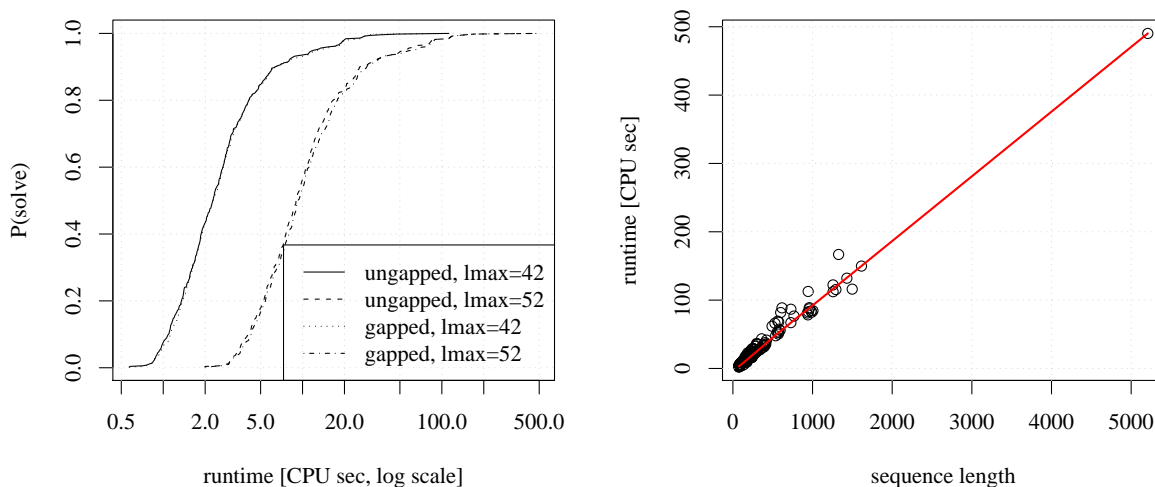 P(solve)
1.0
0.8
0.6
0.4
0.2
0.0
ungapped, lmax=42
ungapped, lmax=52
gapped, lmax=42
gapped, lmax=52
0.5 2.0 5.0 20.0 100.0 500.0
runtime [CPU sec, log scale]
runtime [CPU sec]
500
400
300
200
100
0
0 1000 2000 3000 4000 5000
sequence length